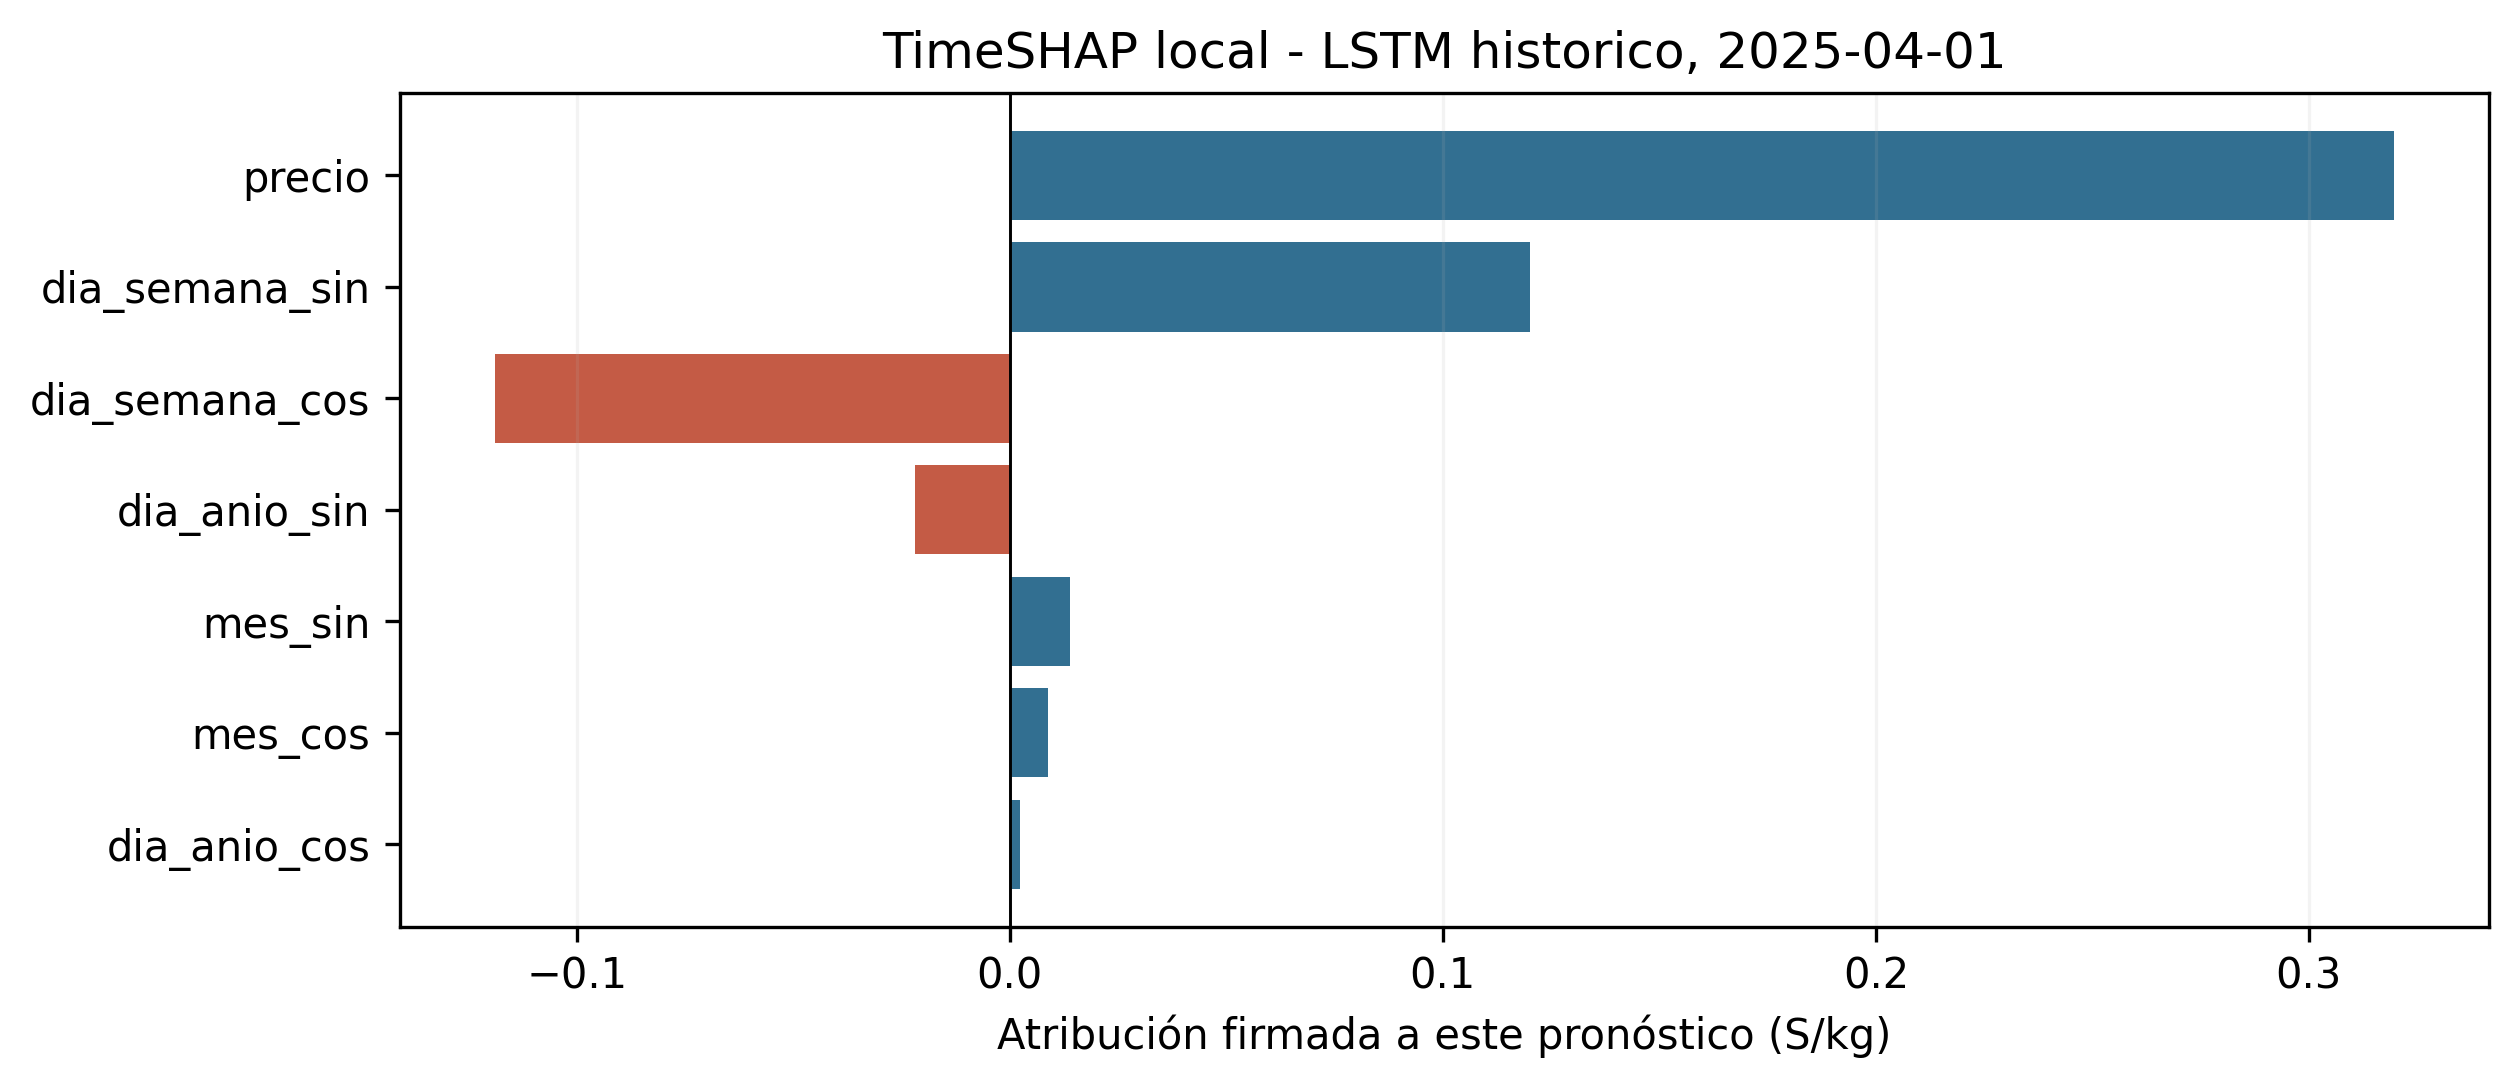 TimeSHAP local - LSTM historico, 2025-04-01
precio
dia_semana_sin
dia_semana_cos
dia_anio_sin
mes_sin
mes_cos
dia_anio_cos
−0.1 0.0 0.1 0.2 0.3
Atribución firmada a este pronóstico (S/kg)